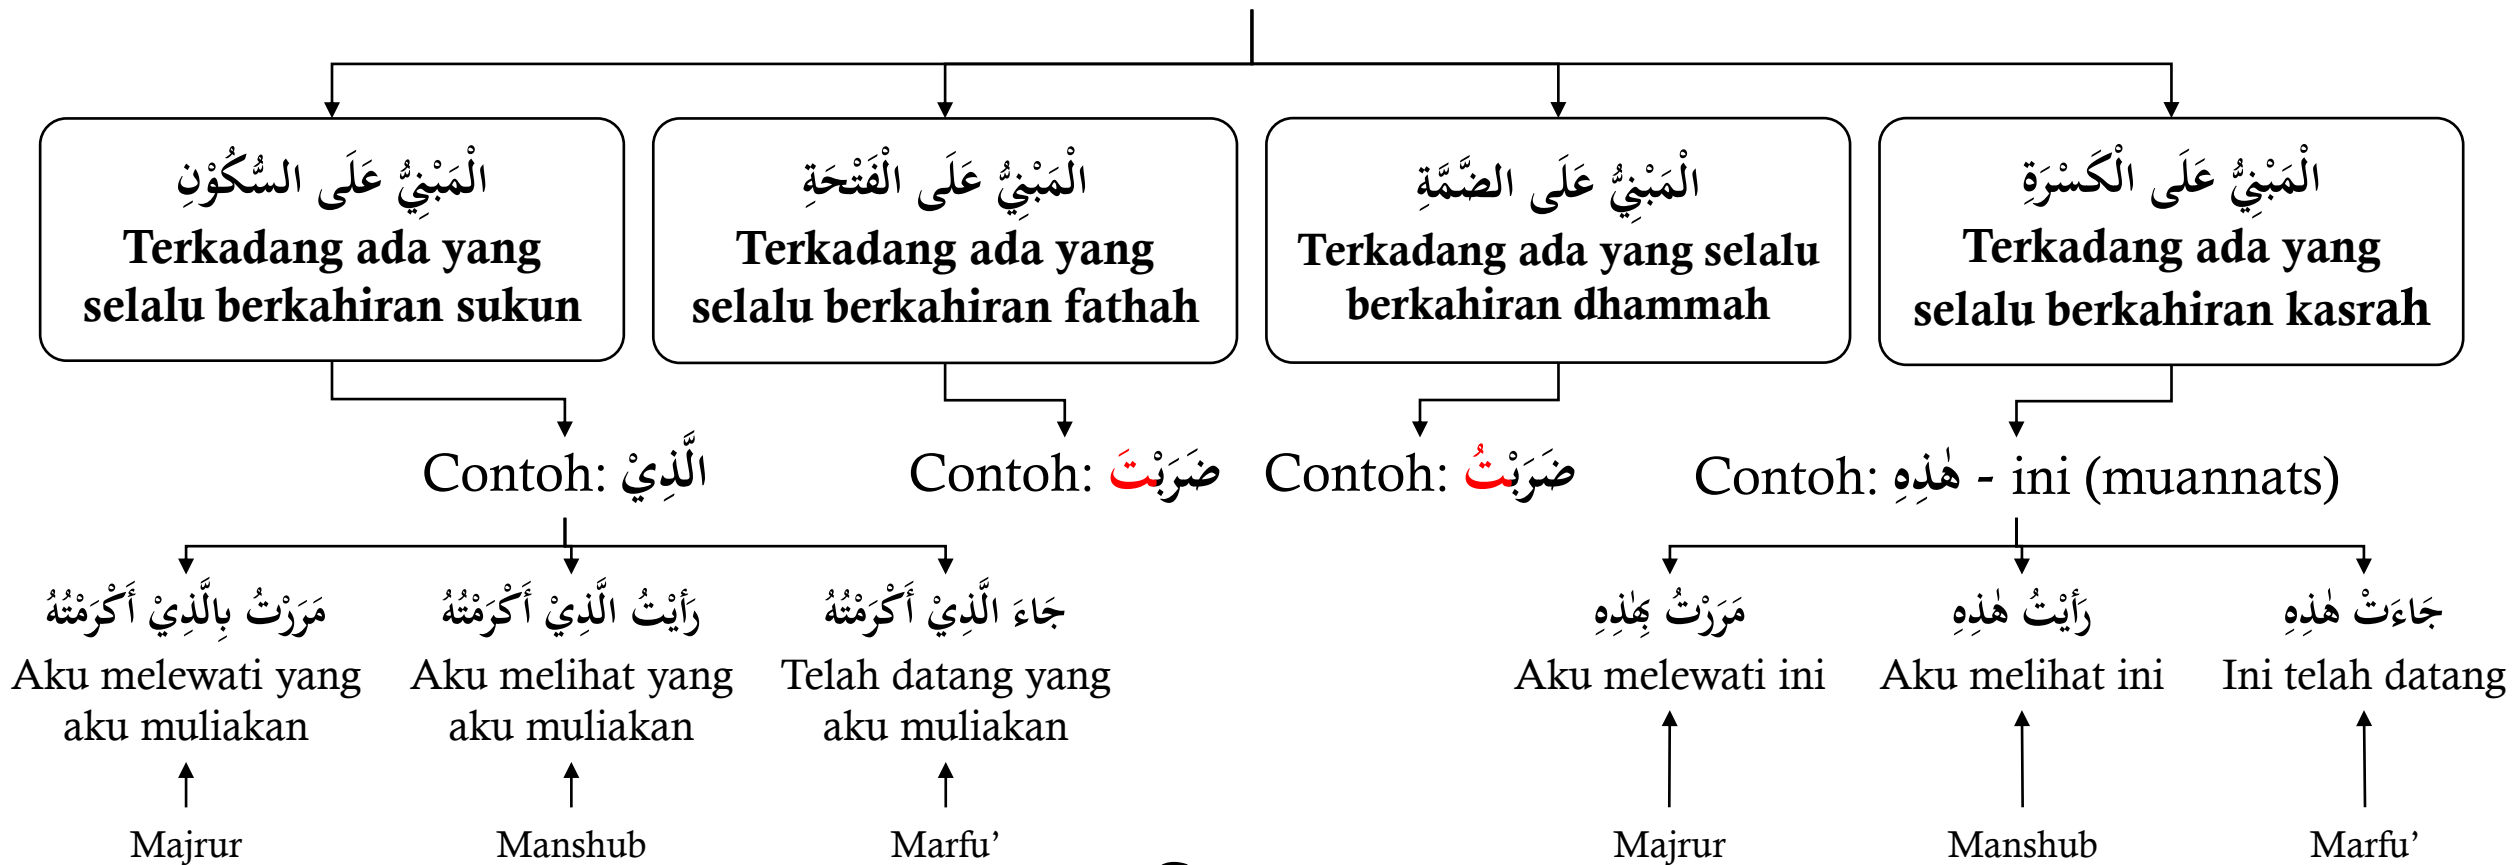 الْمَبْنِيُّ عَلَى السُّكُوْنِ
Terkadang ada yang
selalu berkahiran sukun
الْمَبْنِيُّ عَلَى الْفَتْحَةِ
Terkadang ada yang
selalu berkahiran fathah
الْمَبْنِيُّ عَلَى الضَّمَّةِ
Terkadang ada yang selalu
berkahiran dhammah
الْمَبْنِيُّ عَلَى الْكَسْرَةِ
Terkadang ada yang
selalu berkahiran kasrah
Contoh: الَّذِيْ
Contoh: ضَرَبْتَ
Contoh: ضَرَبْتُ
Contoh: هٰذِهِ - ini (muannats)
مَرَرْتُ بِالَّذِيْ أَكْرَمْتُهُ
Aku melewati yang
aku muliakan
Majrur
رَأَيْتُ الَّذِيْ أَكْرَمْتُهُ
Aku melihat yang
aku muliakan
Manshub
جَاءَ الَّذِيْ أَكْرَمْتُهُ
Telah datang yang
aku muliakan
Marfu’
مَرَرْتُ بِهٰذِهِ
Aku melewati ini
Majrur
رَأَيْتُ هٰذِهِ
Aku melihat ini
Manshub
جَاءَتْ هٰذِهِ
Ini telah datang
Marfu’